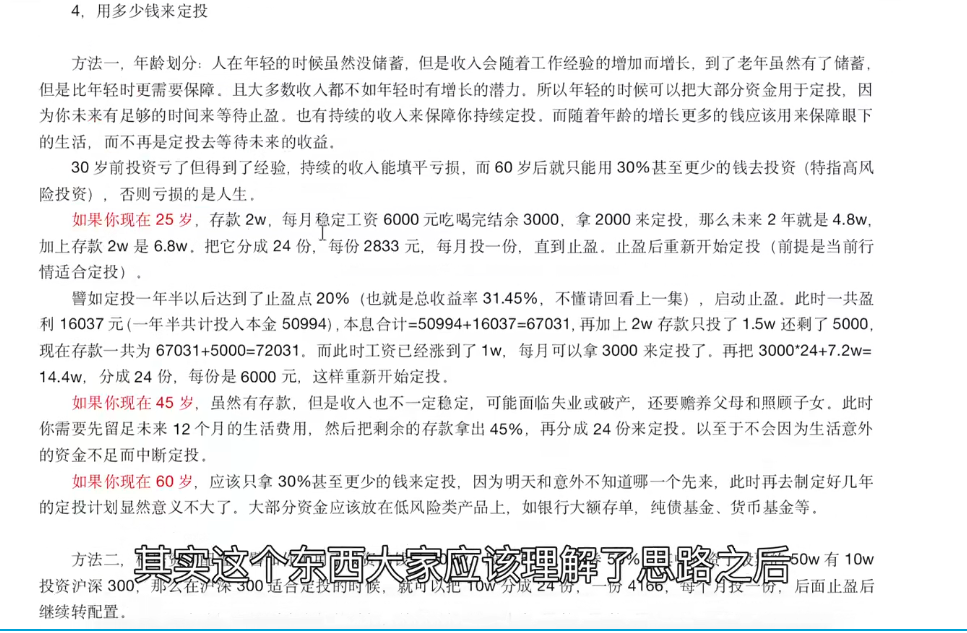 4，用多少钱来定投
方法一，年龄划分：人在年轻的时候虽然没储蓄，但是收入会随着工作经验的增加而增长，到了老年虽然有了储蓄，
但是比年轻时更需要保障。且大多数收入都不如年轻时有增长的潜力。所以年轻的时候可以把大部分资金用于定投，因
为你未来有足够的时间来等待止盈。也有持续的收入来保障你持续定投。而随着年龄的增长更多的钱应该用来保障眼下
的生活，而不再是定投去等待未来的收益。
30 岁前投资亏了但得到了经验，持续的收入能填平亏损，而 60 岁后就只能用 30%甚至更少的钱去投资（特指高风
险投资），否则亏损的是人生。
如果你现在 25 岁，存款 2w，每月稳定工资 6000 元吃喝完结余 3000，拿 2000 来定投，那么未来 2 年就是 4.8w，
加上存款 2w 是 6.8w。把它分成 24 份，每份 2833 元，每月投一份，直到止盈。止盈后重新开始定投（前提是当前行
情适合定投）。
譬如定投一年半以后达到了止盈点 20%（也就是总收益率 31.45%，不懂请回看上一集），启动止盈。此时一共盈
利 16037 元（一年半共计投入本金 50994），本息合计=50994+16037=67031，再加上 2w 存款只投了 1.5w 还剩了 5000，
现在存款一共为 67031+5000=72031。而此时工资已经涨到了 1w，每月可以拿 3000 来定投了。再把 3000*24+7.2w=
14.4w，分成 24 份，每份是 6000 元，这样重新开始定投。
如果你现在 45 岁，虽然有存款，但是收入也不一定稳定，可能面临失业或破产，还要赡养父母和照顾子女。此时
你需要先留足未来 12 个月的生活费用，然后把剩余的存款拿出 45%，再分成 24 份来定投。以至于不会因为生活意外
的资金不足而中断定投。
如果你现在 60 岁，应该只拿 30%甚至更少的钱来定投，因为明天和意外不知道哪一个先来，此时再去制定好几年
的定投计划显然意义不大了。大部分资金应该放在低风险类产品上，如银行大额存单，纯债基金、货币基金等。
方法二，
50w 有 10w
其实这个东西大家应该理解了思路之后
投资沪深 300，那么在沪深 300 适合定投的时候，就可以把 10w 分成 24 份，一份 4166，每个月投一份，后面止盈后
继续转配置。